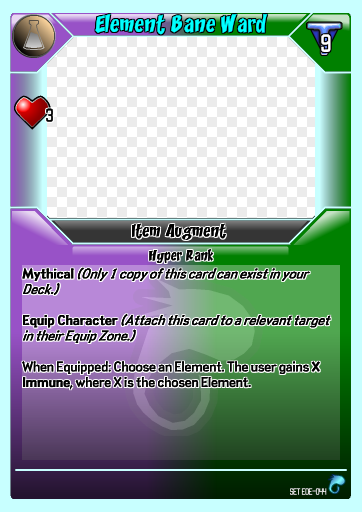 Element Bane Ward
9
3
Item Augment
Hyper Rank
Mythical (Only 1 copy of this card can exist in your
Deck.)
Equip Character (Attach this card to a relevant target
in their Equip Zone.)
When Equipped: Choose an Element. The user gains X
Immune, where X is the chosen Element.
SET EOE-044